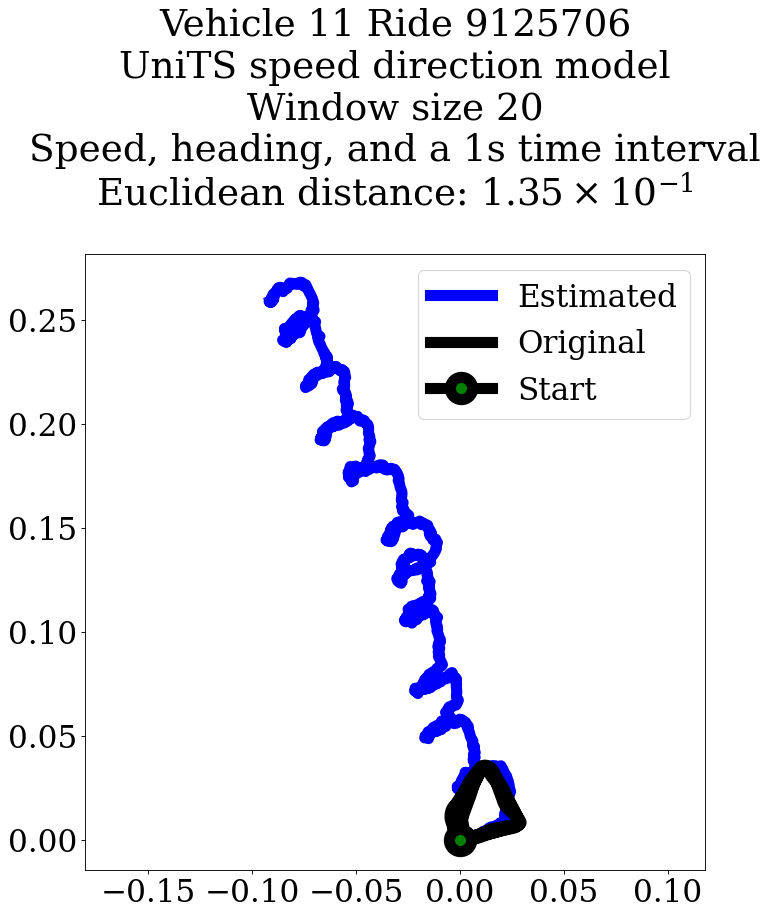 Vehicle 11 Ride 9125706
UniTS speed direction model
Window size 20
Speed, heading, and a 1s time interval
Euclidean distance: 1.35 × 10⁻¹
Estimated
Original
Start
0.25
0.20
0.15
0.10
0.05
0.00
−0.15 −0.10 −0.05 0.00 0.05 0.10